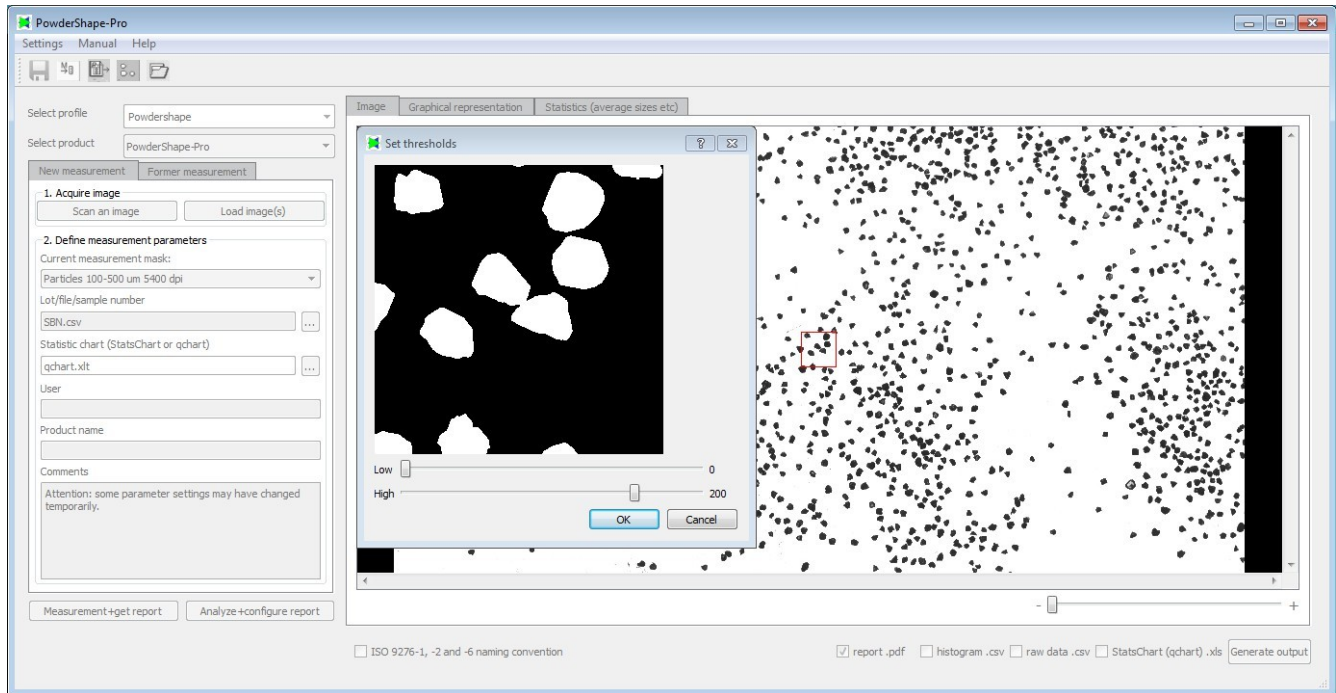 PowderShape-Pro
Settings Manual Help
Select profile
Powdershape
Select product
PowderShape-Pro
New measurement
Former measurement
1. Acquire image
Scan an image
Load image(s)
2. Define measurement parameters
Current measurement mask:
Particles 100-500 um 5400 dpi
Lot/file/sample number
SBN.csv
...
Statistic chart (StatsChart or qchart)
qchart.xlt
...
User
Product name
Comments
Attention: some parameter settings may have changed
temporarily.
Measurement+get report
Analyze+configure report
Image
Graphical representation
Statistics (average sizes etc)
Set thresholds
Low
0
High
200
OK
Cancel
- +
ISO 9276-1, -2 and -6 naming convention
report .pdf
histogram .csv
raw data .csv
StatsChart (qchart) .xls
Generate output